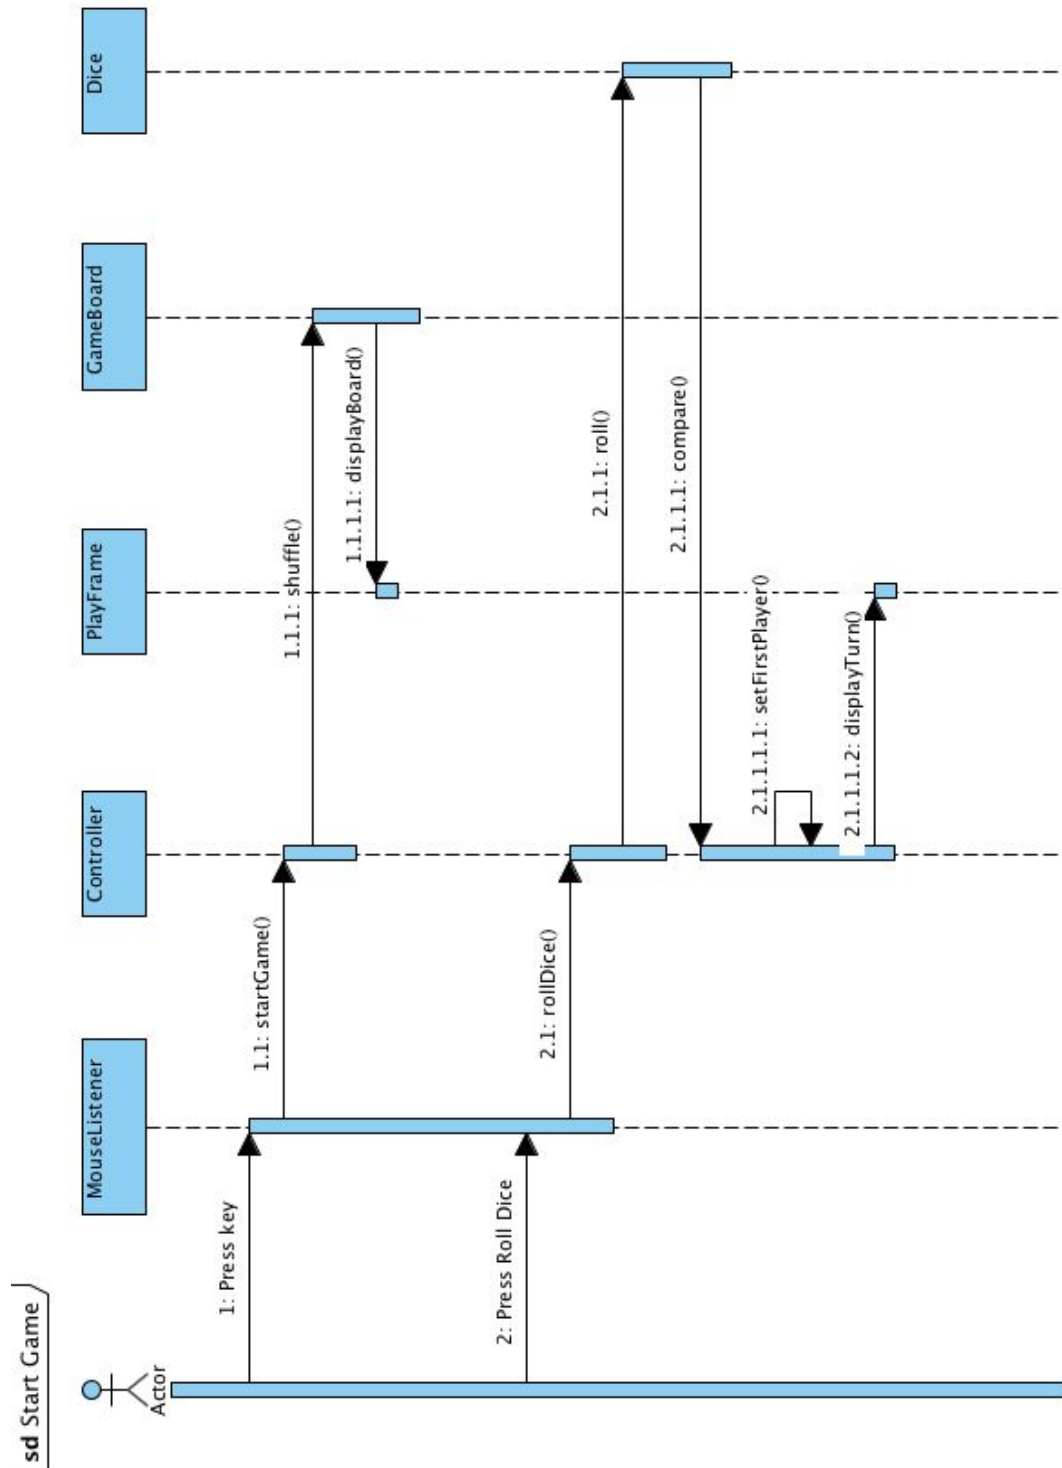 sd Start Game
Actor
MouseListener
Controller
PlayFrame
GameBoard
Dice
1: Press key
1.1: startGame()
1.1.1: shuffle()
1.1.1.1: displayBoard()
2: Press Roll Dice
2.1: rollDice()
2.1.1: roll()
2.1.1.1: compare()
2.1.1.1.1: setFirstPlayer()
2.1.1.1.2: displayTurn()